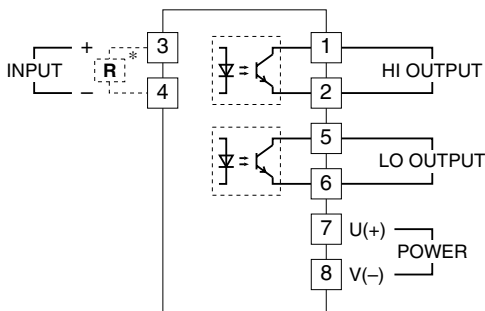 INPUT
+
–
R
*
3
4
1
2
HI OUTPUT
5
6
LO OUTPUT
7
U(+)
8
V(–)
POWER